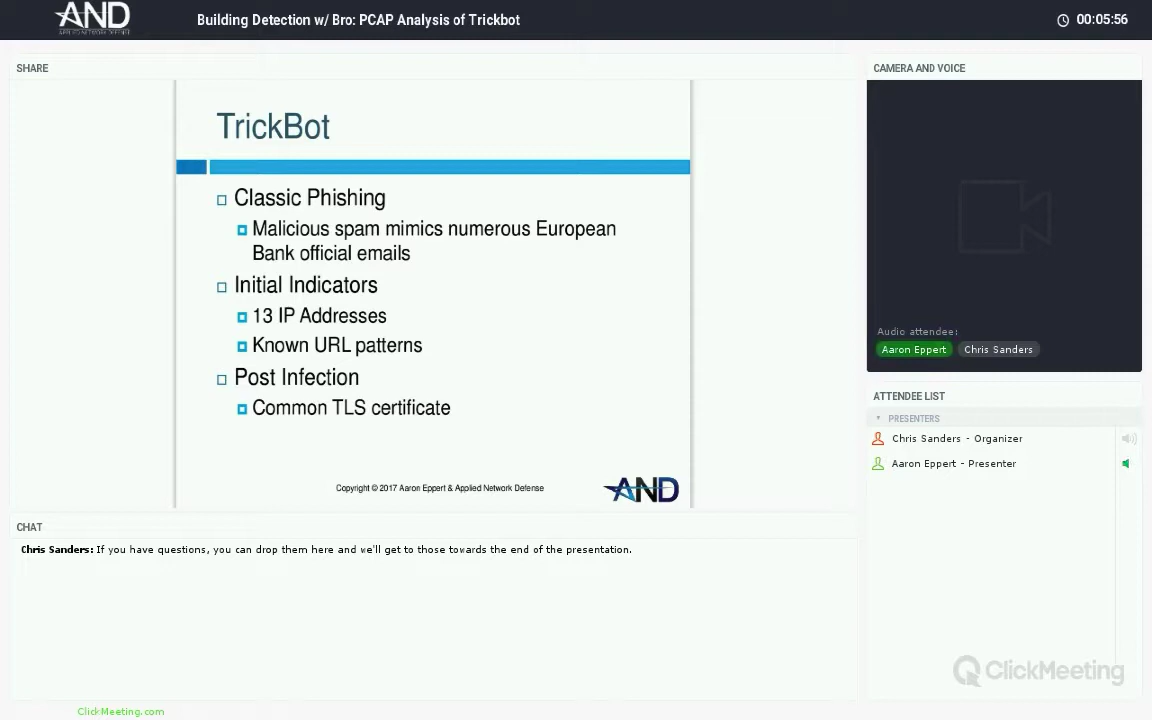 AND
APPLIED NETWORK DEFENSE
Building Detection w/ Bro: PCAP Analysis of Trickbot
00:05:56
SHARE
TrickBot
Classic Phishing
Malicious spam mimics numerous European
Bank official emails
Initial Indicators
13 IP Addresses
Known URL patterns
Post Infection
Common TLS certificate
Copyright © 2017 Aaron Eppert & Applied Network Defense
AND
CHAT
Chris Sanders: If you have questions, you can drop them here and we'll get to those towards the end of the presentation.
CAMERA AND VOICE
Audio attendee:
Aaron Eppert Chris Sanders
ATTENDEE LIST
PRESENTERS
Chris Sanders - Organizer
Aaron Eppert - Presenter
ClickMeeting
ClickMeeting.com